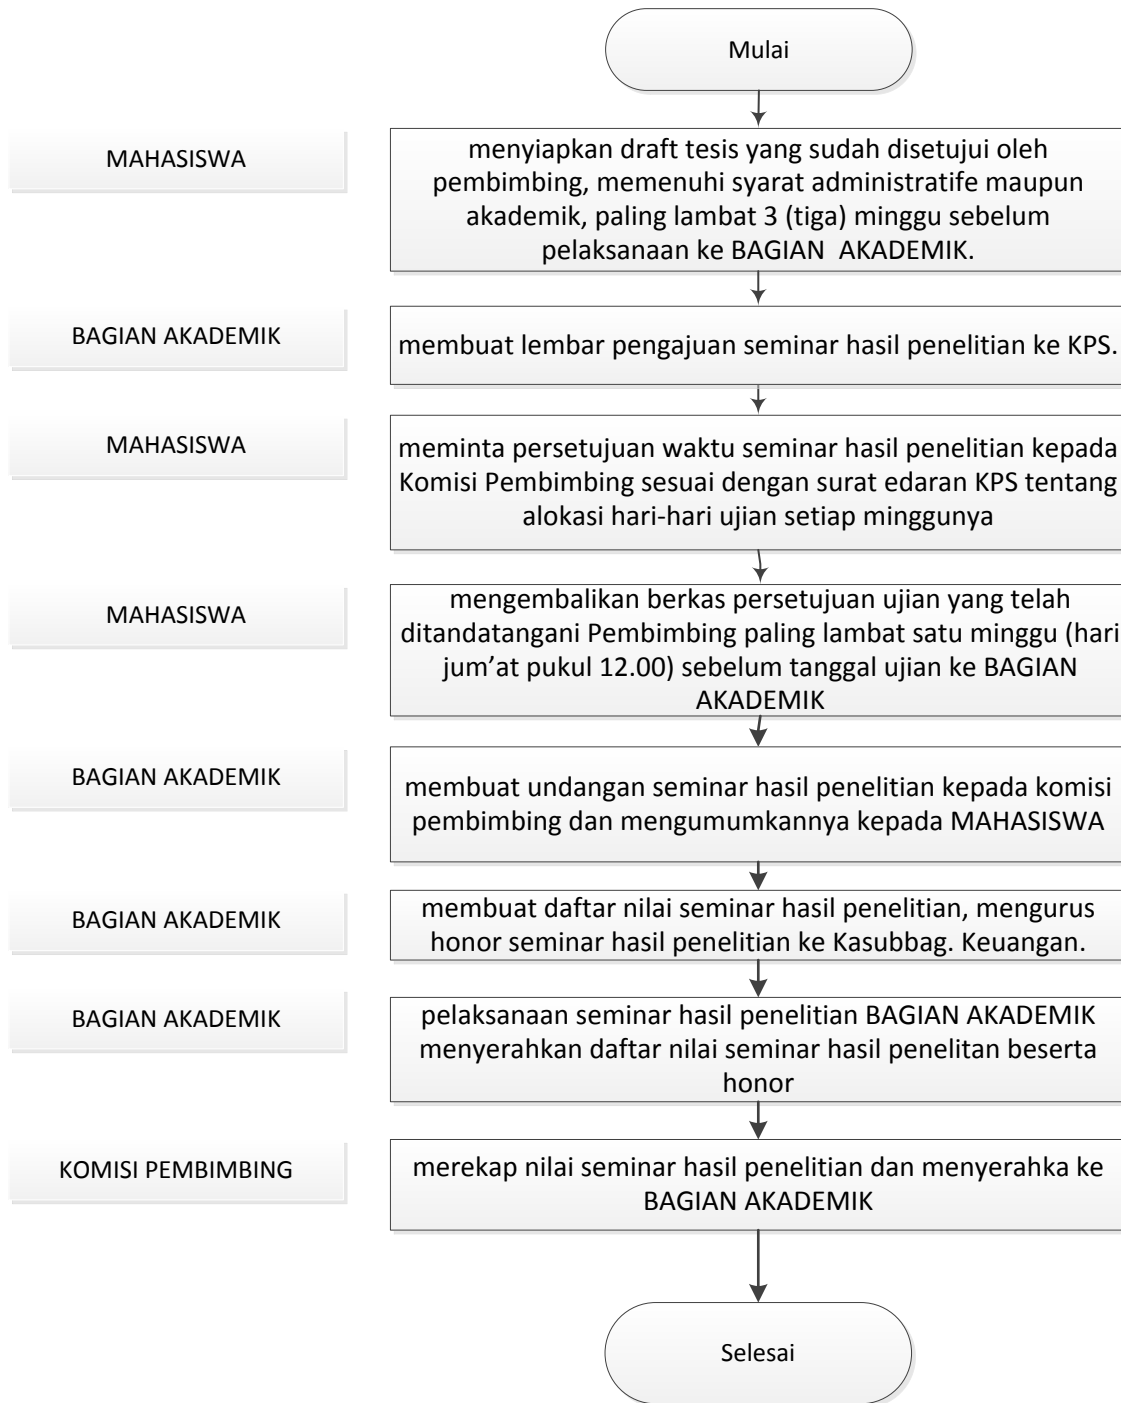 Mulai
MAHASISWA
menyiapkan draft tesis yang sudah disetujui oleh
pembimbing, memenuhi syarat administratife maupun
akademik, paling lambat 3 (tiga) minggu sebelum
pelaksanaan ke BAGIAN  AKADEMIK.
BAGIAN AKADEMIK
membuat lembar pengajuan seminar hasil penelitian ke KPS.
MAHASISWA
meminta persetujuan waktu seminar hasil penelitian kepada
Komisi Pembimbing sesuai dengan surat edaran KPS tentang
alokasi hari-hari ujian setiap minggunya
MAHASISWA
mengembalikan berkas persetujuan ujian yang telah
ditandatangani Pembimbing paling lambat satu minggu (hari
jum’at pukul 12.00) sebelum tanggal ujian ke BAGIAN
AKADEMIK
BAGIAN AKADEMIK
membuat undangan seminar hasil penelitian kepada komisi
pembimbing dan mengumumkannya kepada MAHASISWA
BAGIAN AKADEMIK
membuat daftar nilai seminar hasil penelitian, mengurus
honor seminar hasil penelitian ke Kasubbag. Keuangan.
BAGIAN AKADEMIK
pelaksanaan seminar hasil penelitian BAGIAN AKADEMIK
menyerahkan daftar nilai seminar hasil penelitan beserta
honor
KOMISI PEMBIMBING
merekap nilai seminar hasil penelitian dan menyerahka ke
BAGIAN AKADEMIK
Selesai